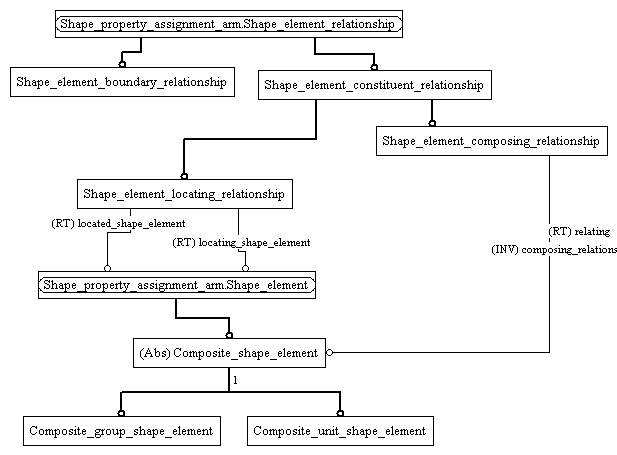 Shape_property_assignment_arm.Shape_element_relationship
Shape_element_boundary_relationship
Shape_element_constituent_relationship
Shape_element_composing_relationship
Shape_element_locating_relationship
(RT) located_shape_element
(RT) locating_shape_element
(RT) relating
(INV) composing_relations
Shape_property_assignment_arm.Shape_element
(Abs) Composite_shape_element
1
Composite_group_shape_element
Composite_unit_shape_element